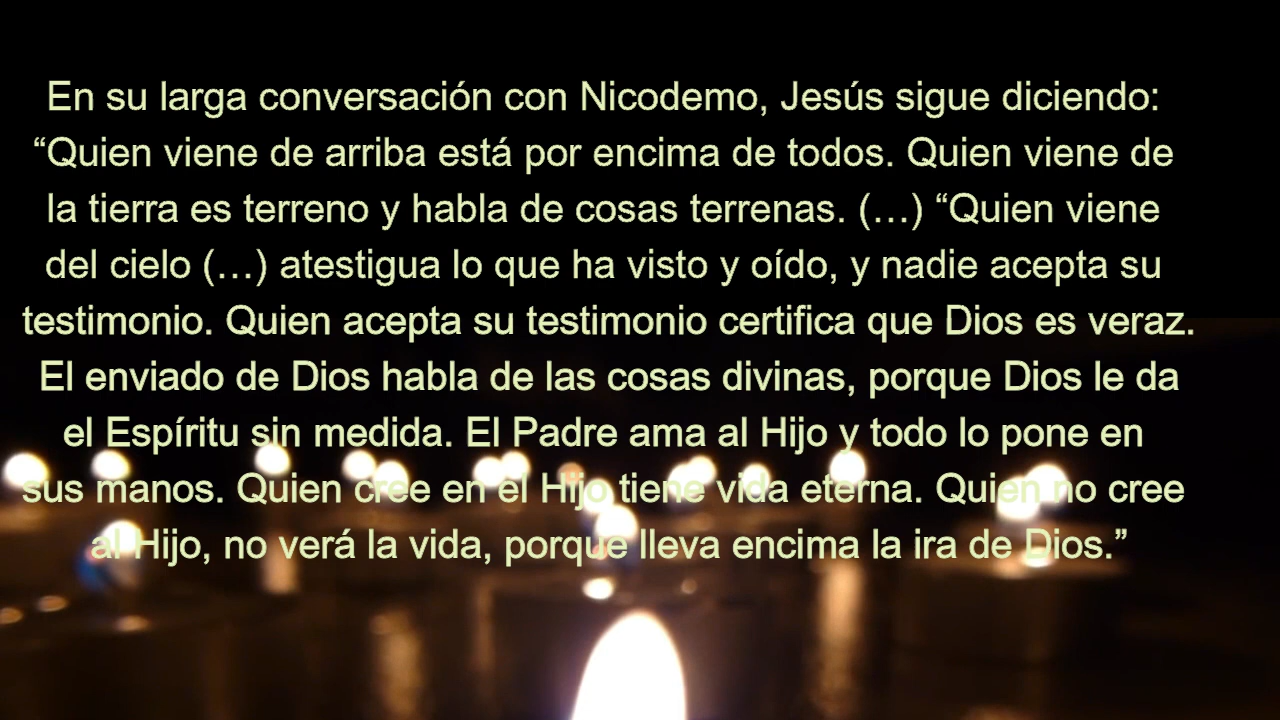 En su larga conversación con Nicodemo, Jesús sigue diciendo:
“Quien viene de arriba está por encima de todos. Quien viene de
la tierra es terreno y habla de cosas terrenas. (…) “Quien viene
del cielo (…) atestigua lo que ha visto y oído, y nadie acepta su
testimonio. Quien acepta su testimonio certifica que Dios es veraz.
El enviado de Dios habla de las cosas divinas, porque Dios le da
el Espíritu sin medida. El Padre ama al Hijo y todo lo pone en
sus manos. Quien cree en el Hijo tiene vida eterna. Quien no cree
al Hijo, no verá la vida, porque lleva encima la ira de Dios.”